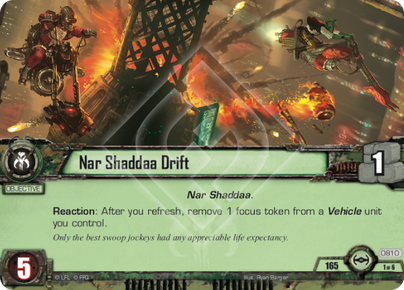 Nar Shaddaa Drift
1
OBJECTIVE
Nar Shaddaa.
Reaction: After you refresh, remove 1 focus token from a Vehicle unit
you control.
Only the best swoop jockeys had any appreciable life expectancy.
5
© LFL © FFG
Illus. Ryan Barger
165
0810
1 of 6